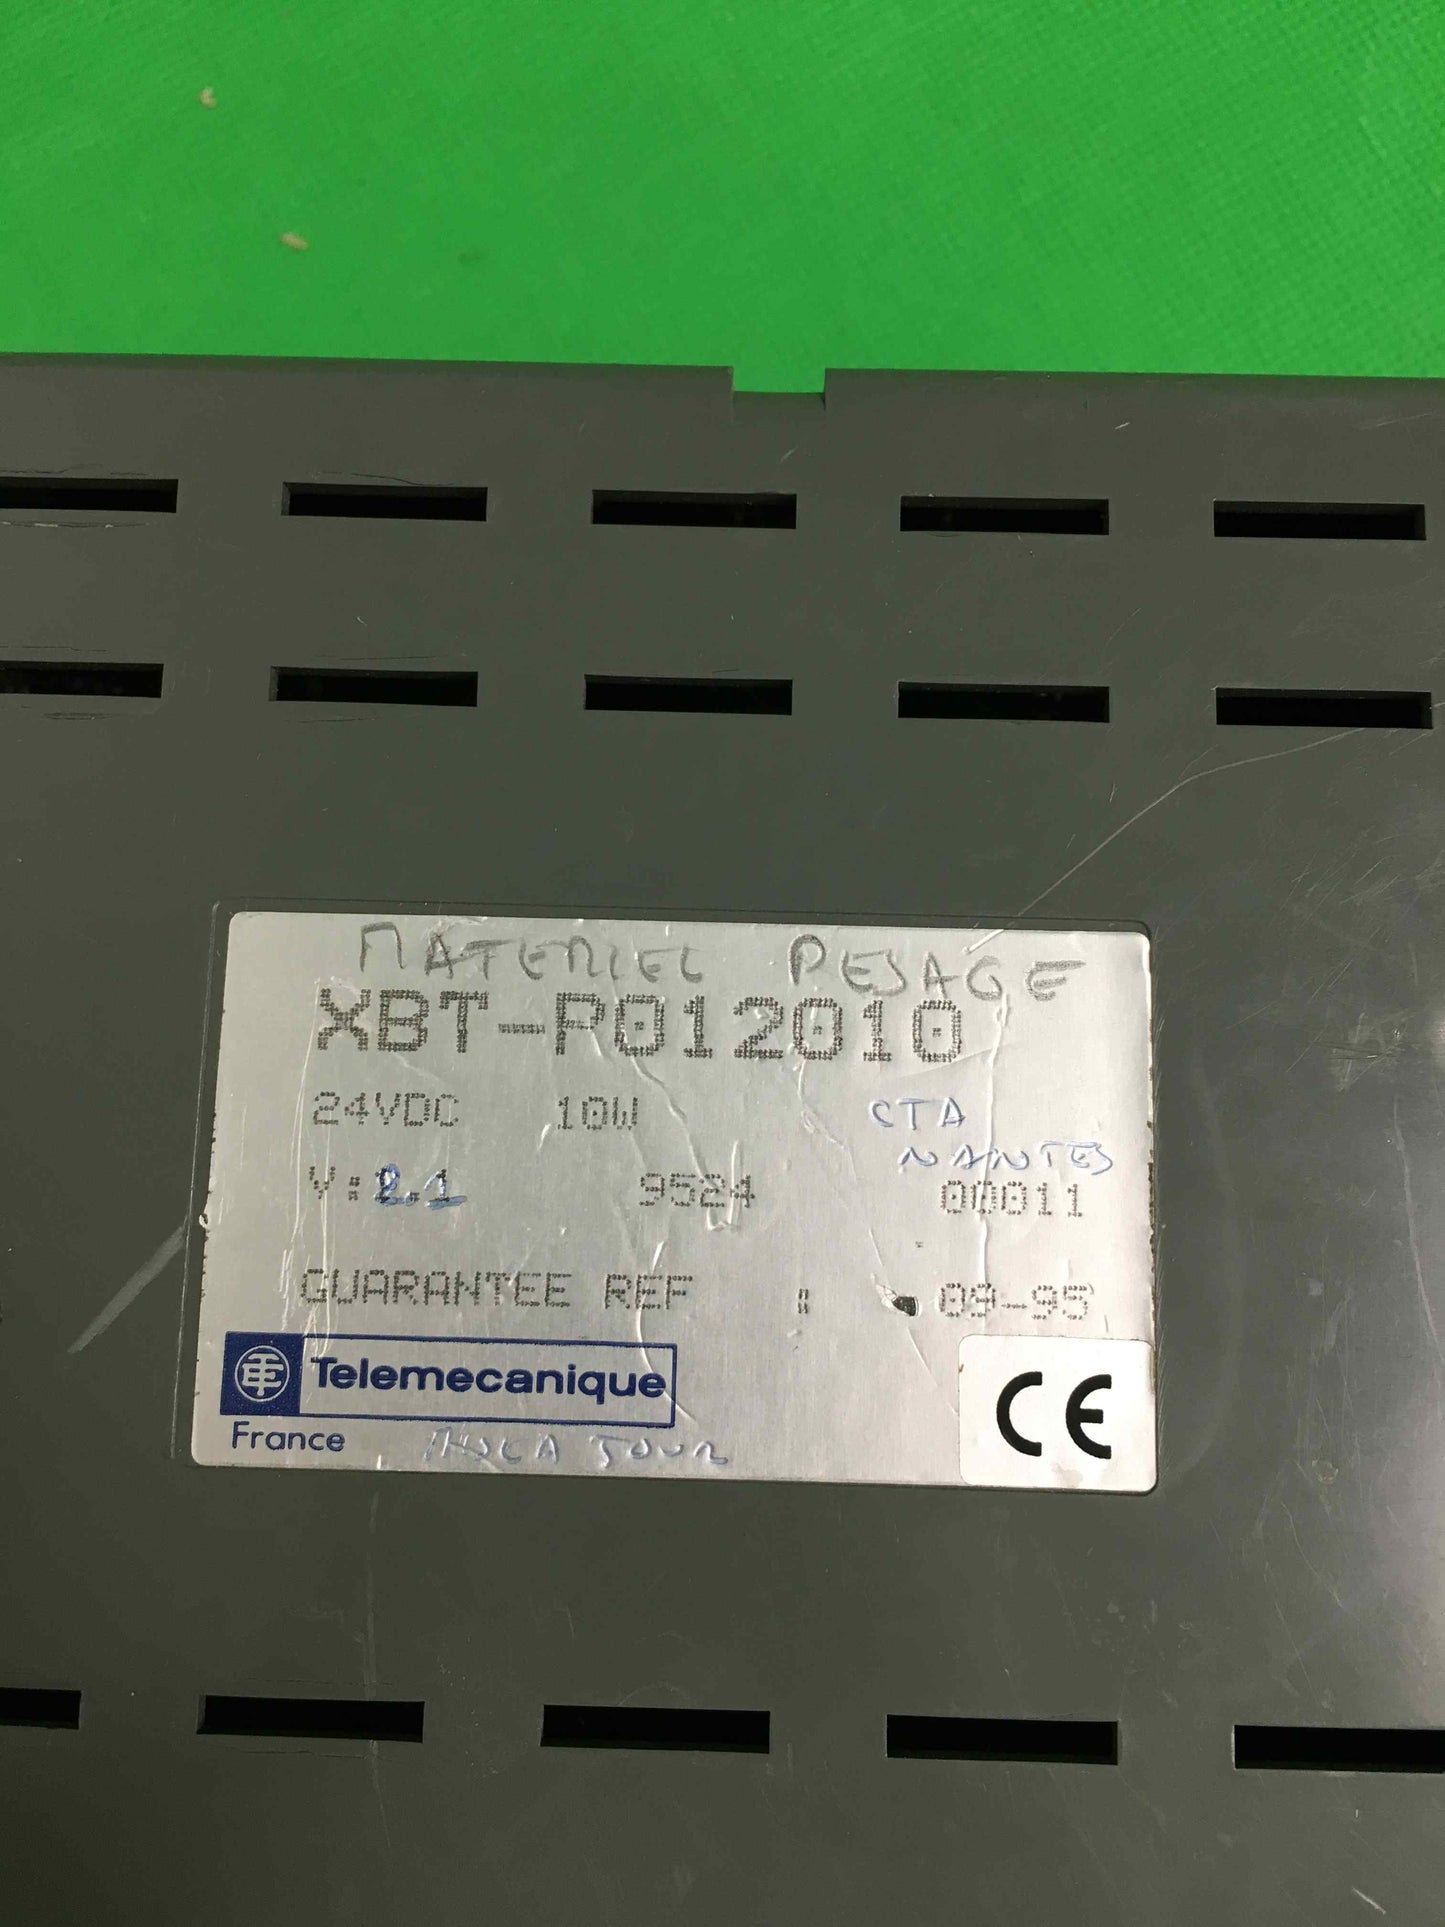 MATERIEL PESAGE
XBT-P012010
24VDC 10W CTA
NANTES
V: 2.1 9524 00011
GUARANTEE REF : 09-95
Telemecanique
France JOUR
CE